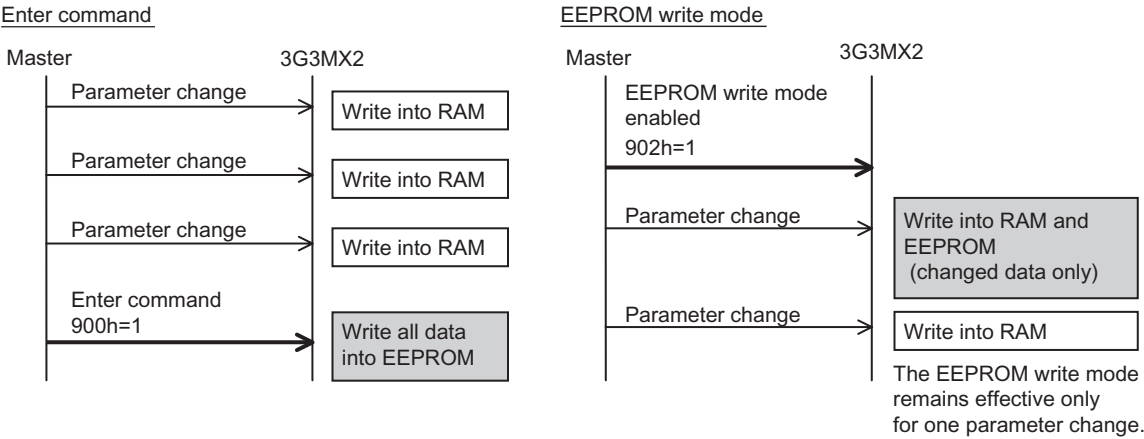 Enter command
Master
3G3MX2
Parameter change
Write into RAM
Parameter change
Write into RAM
Parameter change
Write into RAM
Enter command
900h=1
Write all data
into EEPROM
EEPROM write mode
Master
3G3MX2
EEPROM write mode
enabled
902h=1
Parameter change
Write into RAM and
EEPROM
(changed data only)
Parameter change
Write into RAM
The EEPROM write mode
remains effective only
for one parameter change.